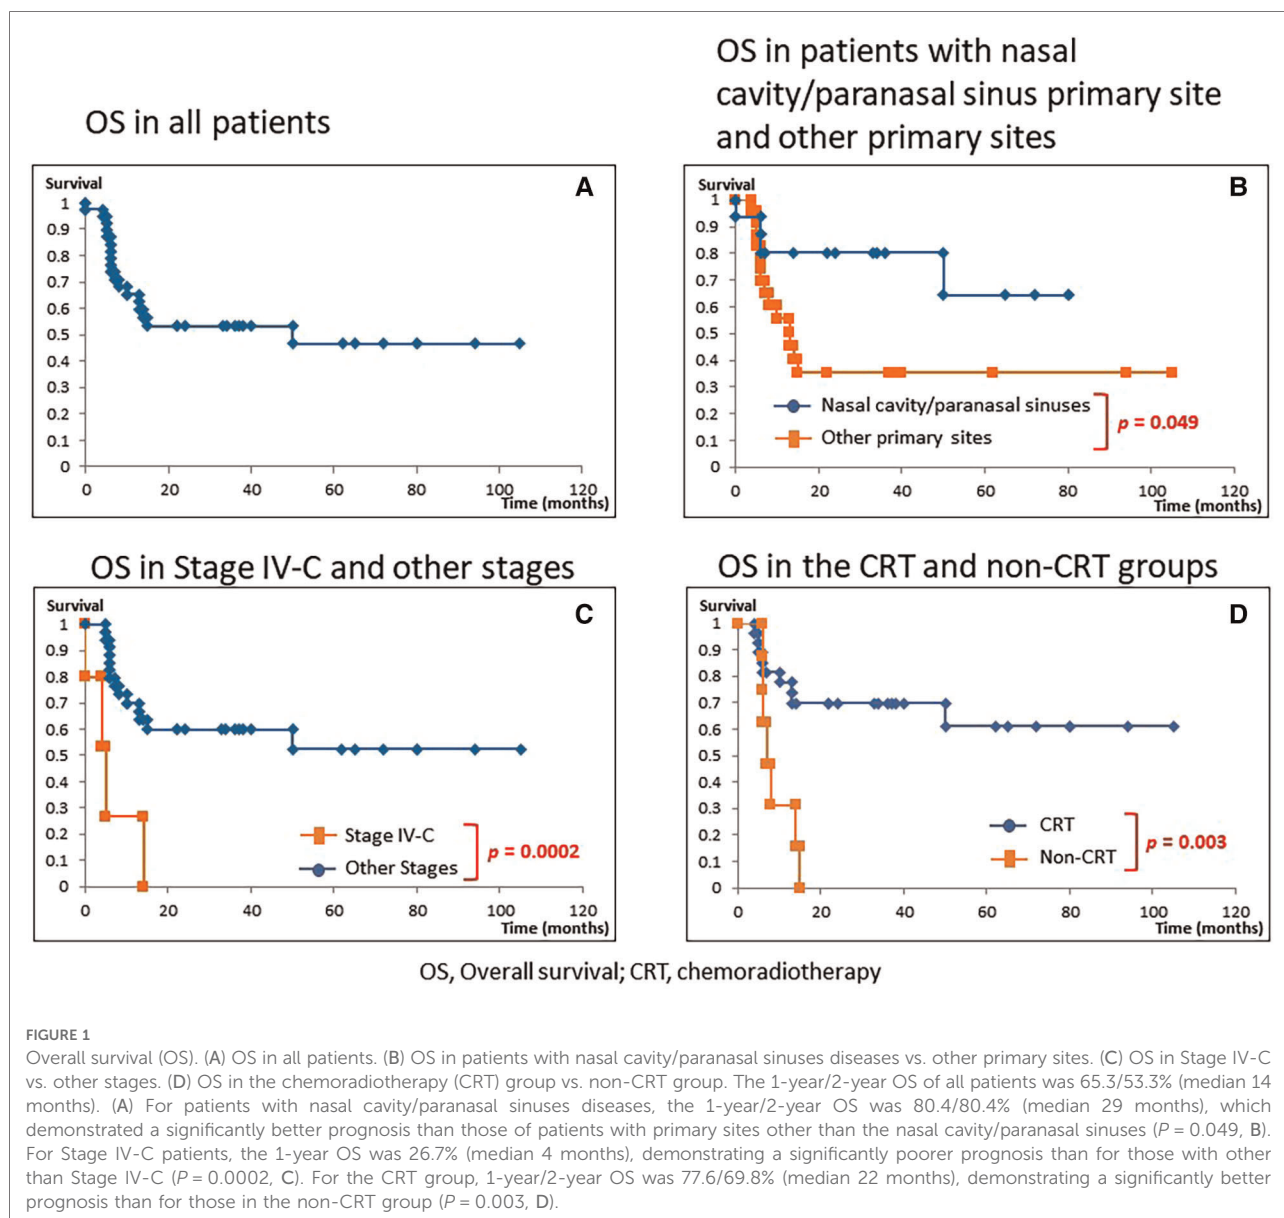 OS in all patients
Survival
A
1
0.9
0.8
0.7
0.6
0.5
0.4
0.3
0.2
0.1
0
0 20 40 60 80 100 120
Time (months)
OS in patients with nasal
cavity/paranasal sinus primary site
and other primary sites
Survival
B
1
0.9
0.8
0.7
0.6
0.5
0.4
0.3
0.2
0.1
0
Nasal cavity/paranasal sinuses
Other primary sites
p = 0.049
0 20 40 60 80 100 120
Time (months)
OS in Stage IV-C and other stages
Survival
C
1
0.9
0.8
0.7
0.6
0.5
0.4
0.3
0.2
0.1
0
Stage IV-C
Other Stages
p = 0.0002
0 20 40 60 80 100 120
Time (months)
OS in the CRT and non-CRT groups
Survival
D
1
0.9
0.8
0.7
0.6
0.5
0.4
0.3
0.2
0.1
0
CRT
Non-CRT
p = 0.003
0 20 40 60 80 100 120
Time (months)
OS, Overall survival; CRT, chemoradiotherapy
FIGURE 1
Overall survival (OS). (A) OS in all patients. (B) OS in patients with nasal cavity/paranasal sinuses diseases vs. other primary sites. (C) OS in Stage IV-C
vs. other stages. (D) OS in the chemoradiotherapy (CRT) group vs. non-CRT group. The 1-year/2-year OS of all patients was 65.3/53.3% (median 14
months). (A) For patients with nasal cavity/paranasal sinuses diseases, the 1-year/2-year OS was 80.4/80.4% (median 29 months), which
demonstrated a significantly better prognosis than those of patients with primary sites other than the nasal cavity/paranasal sinuses (P = 0.049, B).
For Stage IV-C patients, the 1-year OS was 26.7% (median 4 months), demonstrating a significantly poorer prognosis than for those with other
than Stage IV-C (P = 0.0002, C). For the CRT group, 1-year/2-year OS was 77.6/69.8% (median 22 months), demonstrating a significantly better
prognosis than for those in the non-CRT group (P = 0.003, D).